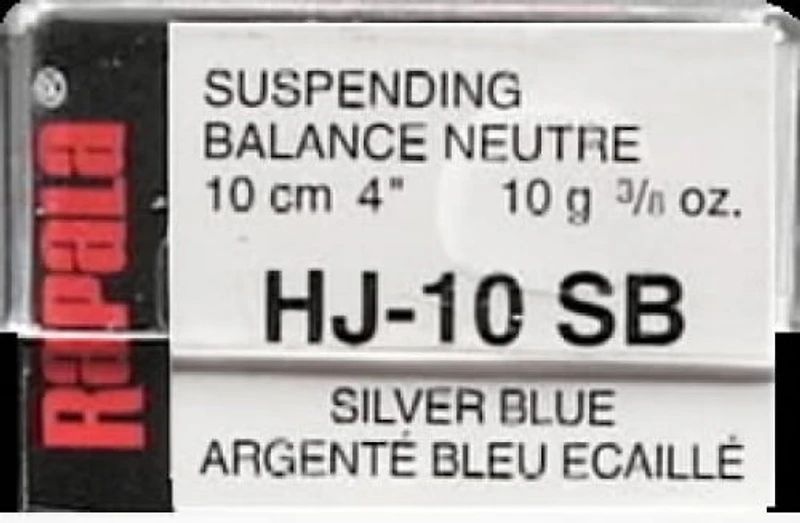 Rapala®
SUSPENDING
BALANCE NEUTRE
10 cm 4" 10 g 3/8 oz.
HJ-10 SB
SILVER BLUE
ARGENTÉ BLEU ECAILLÉ